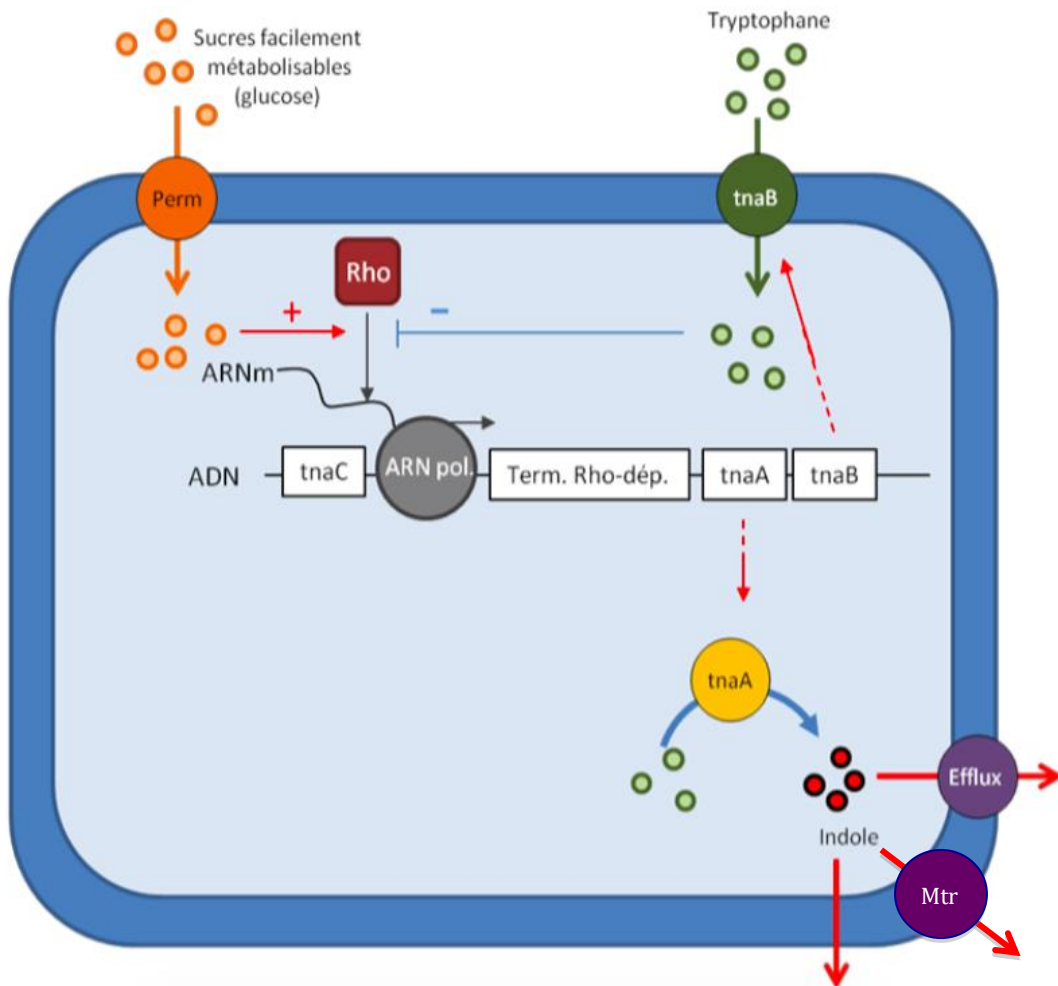 Sucres facilement
métabolisables
(glucose)
Tryptophane
Perm
tnaB
Rho
+
−
ARNm
ADN
tnaC
ARN pol.
Term. Rho-dép.
tnaA
tnaB
tnaA
Efflux
Indole
Mtr